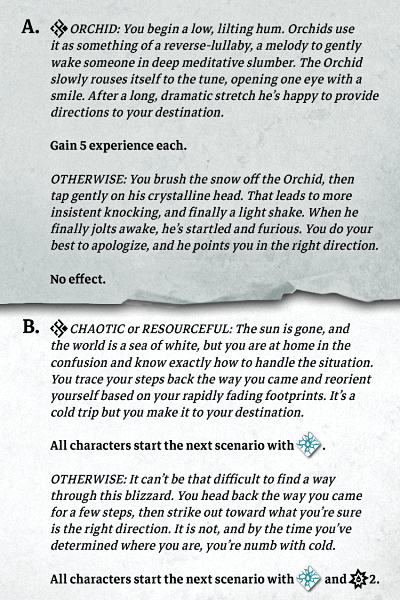 A. ORCHID: You begin a low, lilting hum. Orchids use
it as something of a reverse-lullaby, a melody to gently
wake someone in deep meditative slumber. The Orchid
slowly rouses itself to the tune, opening one eye with a
smile. After a long, dramatic stretch he's happy to provide
directions to your destination.
Gain 5 experience each.
OTHERWISE: You brush the snow off the Orchid, then
tap gently on his crystalline head. That leads to more
insistent knocking, and finally a light shake. When he
finally jolts awake, he's startled and furious. You do your
best to apologize, and he points you in the right direction.
No effect.
B. CHAOTIC or RESOURCEFUL: The sun is gone, and
the world is a sea of white, but you are at home in the
confusion and know exactly how to handle the situation.
You trace your steps back the way you came and reorient
yourself based on your rapidly fading footprints. It's a
cold trip but you make it to your destination.
All characters start the next scenario with .
OTHERWISE: It can't be that difficult to find a way
through this blizzard. You head back the way you came
for a few steps, then strike out toward what you're sure
is the right direction. It is not, and by the time you've
determined where you are, you're numb with cold.
All characters start the next scenario with and 2.